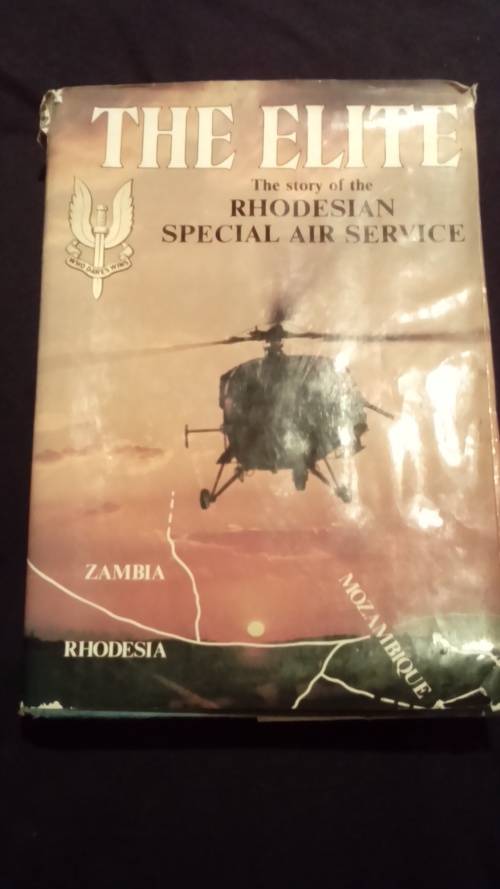 THE ELITE
The story of the
RHODESIAN
SPECIAL AIR SERVICE
WHO DARES WINS
ZAMBIA
MOZAMBIQUE
RHODESIA